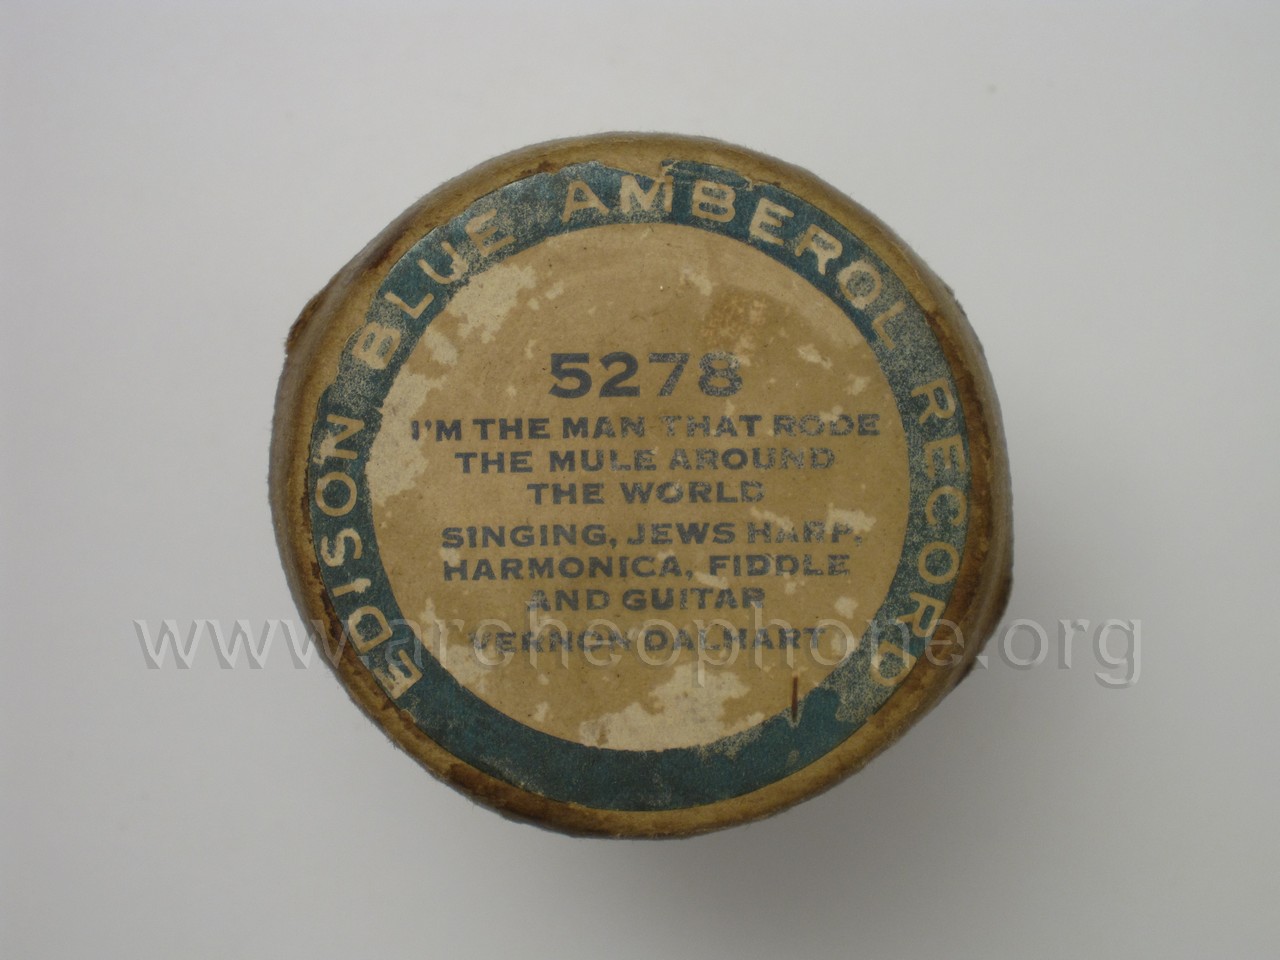 EDISON BLUE AMBEROL RECORD
5278
I'M THE MAN THAT RODE
THE MULE AROUND
THE WORLD
SINGING, JEWS HARP,
HARMONICA, FIDDLE
AND GUITAR
VERNON DALHART
www.archeophone.org